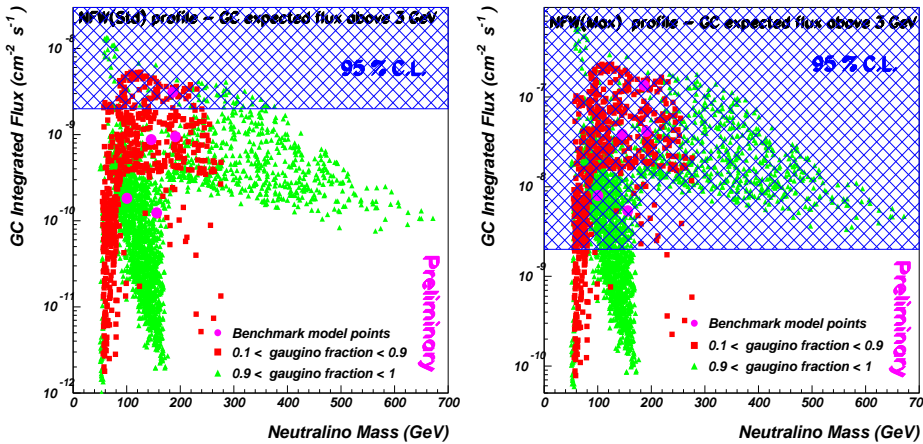 NFW(Std) profile – GC expected flux above 3 GeV
95 % C.L.
GC Integrated Flux (cm-2 s-1)
10-8
10-9
10-10
10-11
10-12
Preliminary
Benchmark model points
0.1 < gaugino fraction < 0.9
0.9 < gaugino fraction < 1
0 100 200 300 400 500 600 700
Neutralino Mass (GeV)
NFW(Max) profile – GC expected flux above 3 GeV
95 % C.L.
GC Integrated Flux (cm-2 s-1)
10-7
10-8
10-9
10-10
Preliminary
Benchmark model points
0.1 < gaugino fraction < 0.9
0.9 < gaugino fraction < 1
0 100 200 300 400 500 600 700
Neutralino Mass (GeV)